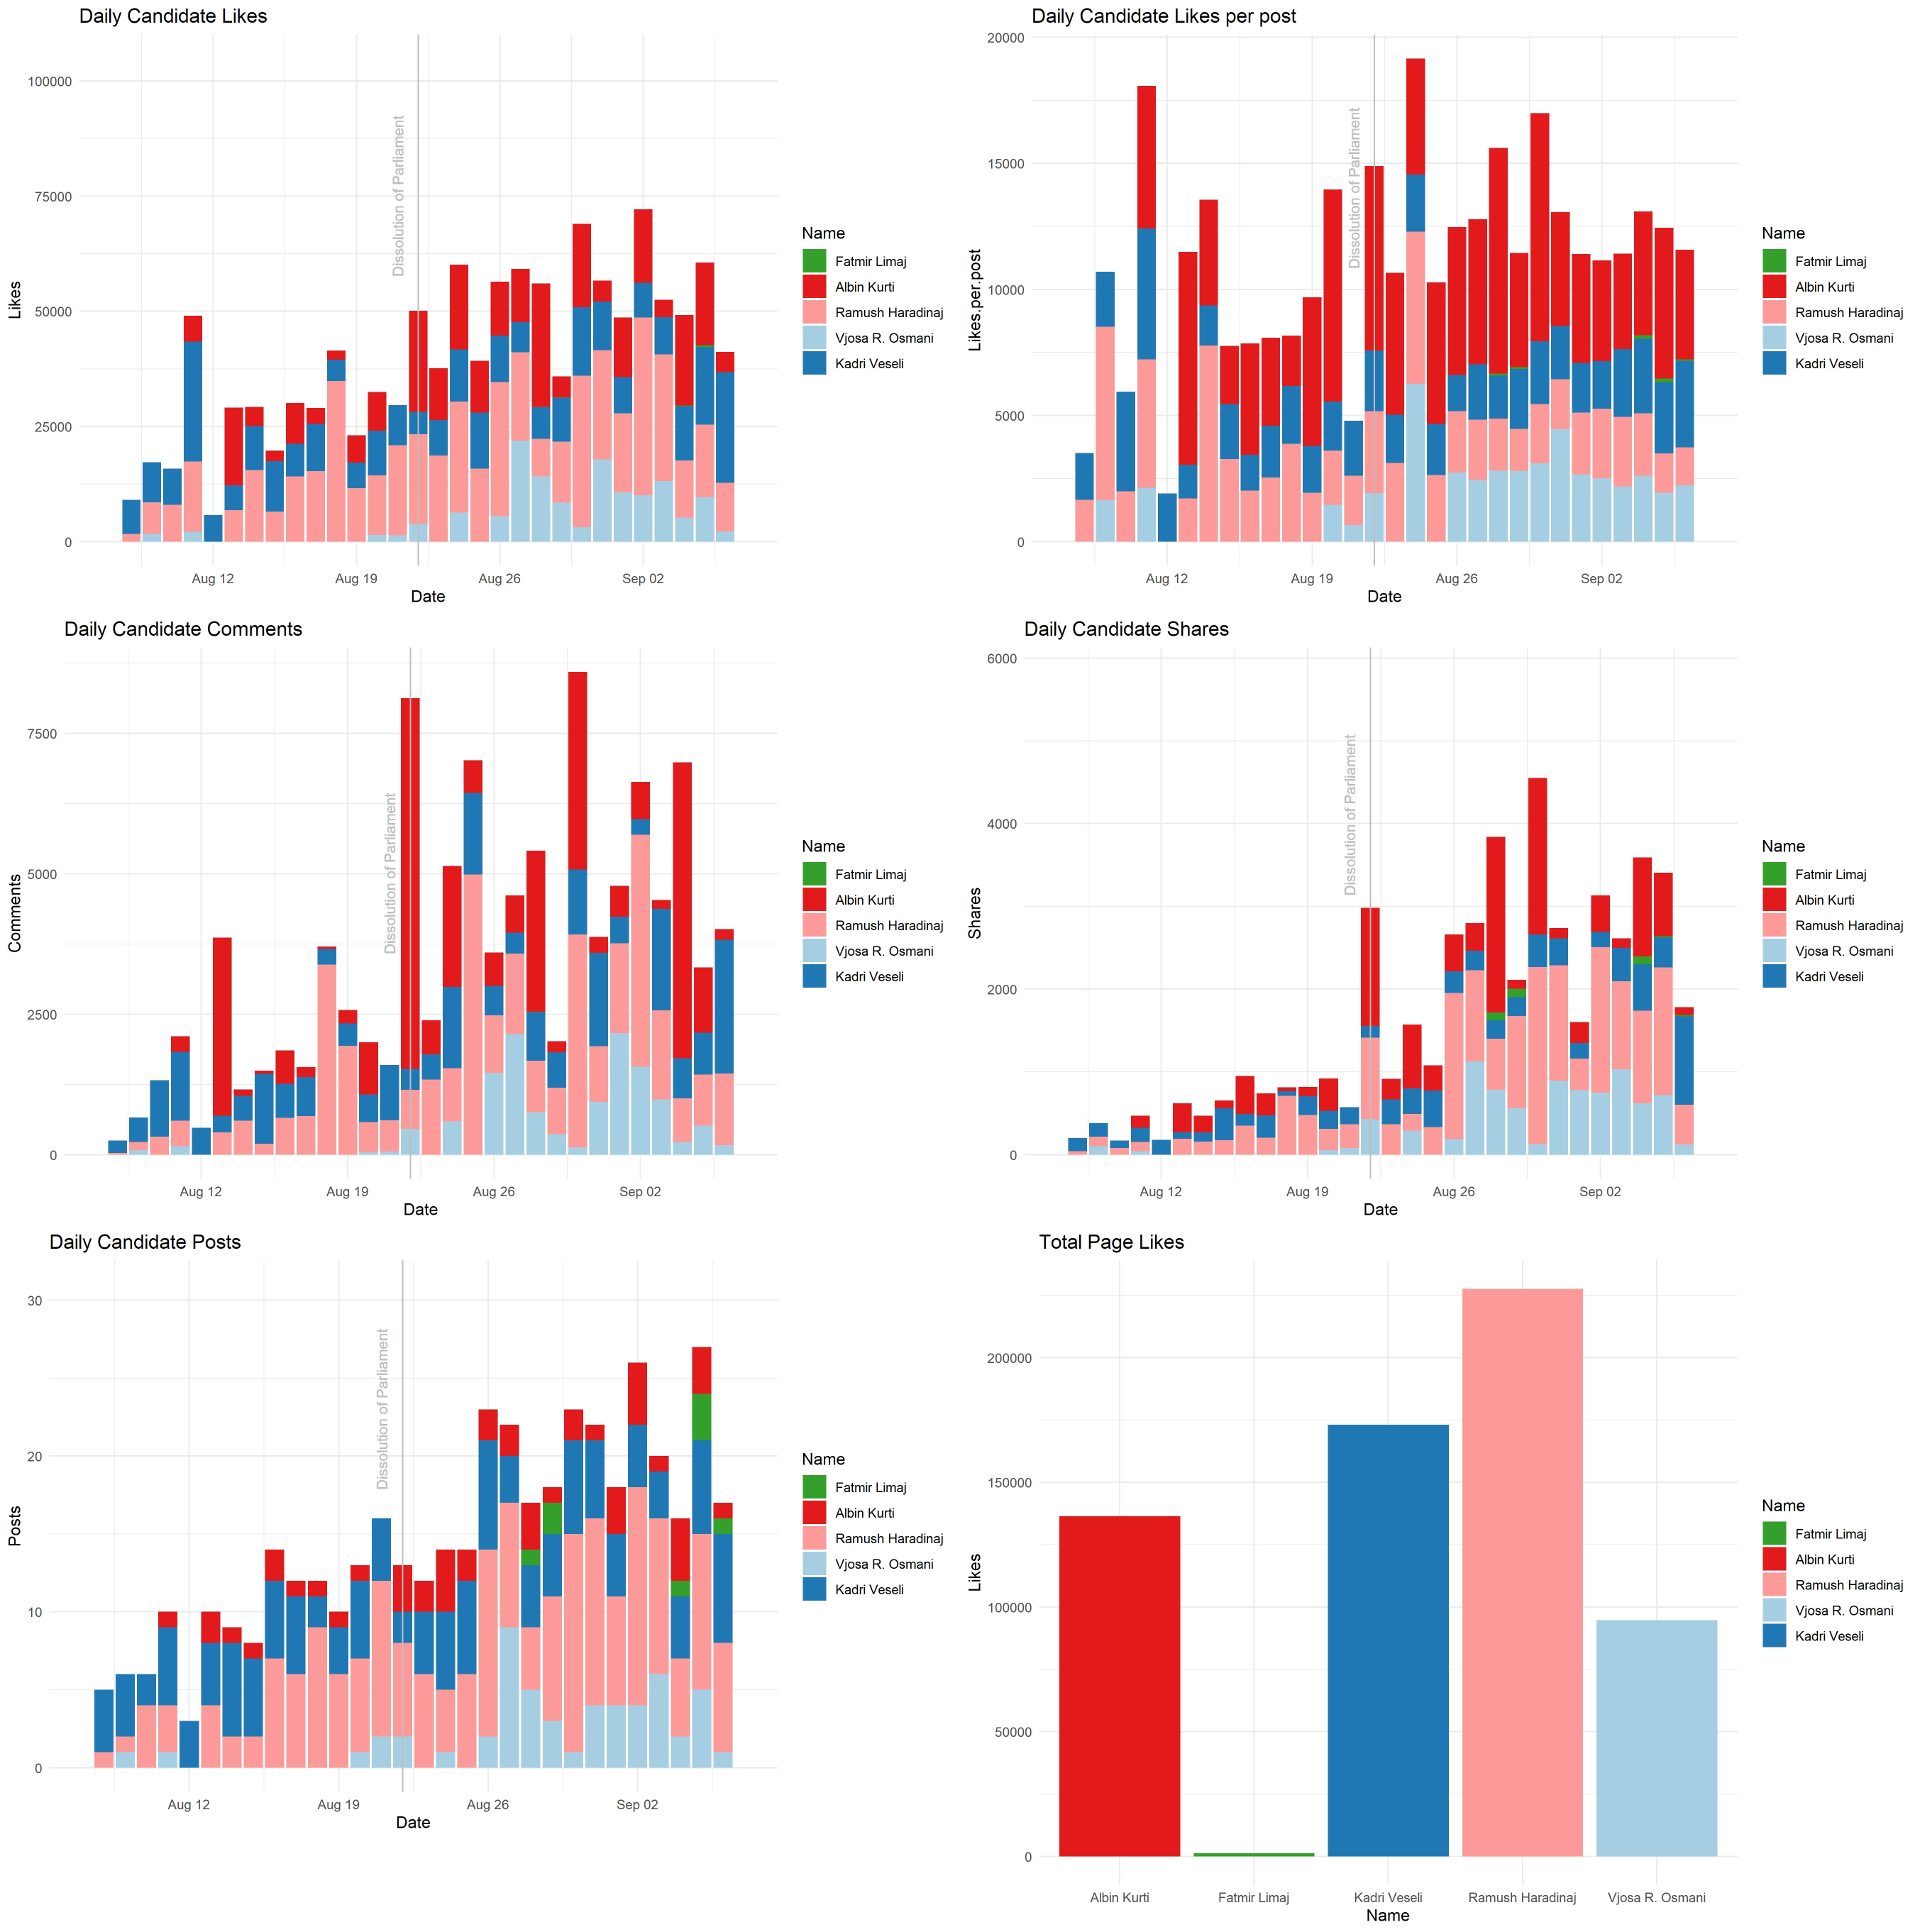 Daily Candidate Likes
100000
75000
50000
25000
0
Likes
Dissolution of Parliament
Aug 12
Aug 19
Aug 26
Sep 02
Date
Name
Fatmir Limaj
Albin Kurti
Ramush Haradinaj
Vjosa R. Osmani
Kadri Veseli
Daily Candidate Likes per post
20000
15000
10000
5000
0
Likes.per.post
Dissolution of Parliament
Aug 12
Aug 19
Aug 26
Sep 02
Date
Name
Fatmir Limaj
Albin Kurti
Ramush Haradinaj
Vjosa R. Osmani
Kadri Veseli
Daily Candidate Comments
7500
5000
2500
0
Comments
Dissolution of Parliament
Aug 12
Aug 19
Aug 26
Sep 02
Date
Name
Fatmir Limaj
Albin Kurti
Ramush Haradinaj
Vjosa R. Osmani
Kadri Veseli
Daily Candidate Shares
6000
4000
2000
0
Shares
Dissolution of Parliament
Aug 12
Aug 19
Aug 26
Sep 02
Date
Name
Fatmir Limaj
Albin Kurti
Ramush Haradinaj
Vjosa R. Osmani
Kadri Veseli
Daily Candidate Posts
30
20
10
0
Posts
Dissolution of Parliament
Aug 12
Aug 19
Aug 26
Sep 02
Date
Name
Fatmir Limaj
Albin Kurti
Ramush Haradinaj
Vjosa R. Osmani
Kadri Veseli
Total Page Likes
200000
150000
100000
50000
0
Likes
Albin Kurti
Fatmir Limaj
Kadri Veseli
Ramush Haradinaj
Vjosa R. Osmani
Name
Name
Fatmir Limaj
Albin Kurti
Ramush Haradinaj
Vjosa R. Osmani
Kadri Veseli